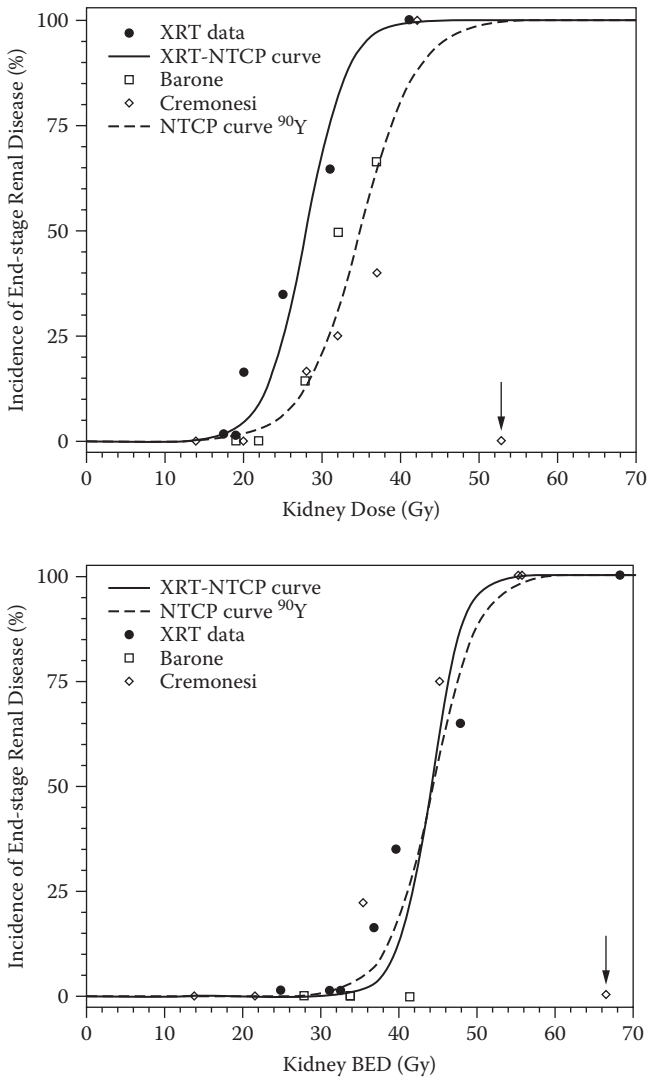 100
75
50
25
0
Incidence of End-stage Renal Disease (%)
XRT data
XRT-NTCP curve
Barone
Cremonesi
NTCP curve ⁹⁰Y
0 10 20 30 40 50 60 70
Kidney Dose (Gy)
100
75
50
25
0
Incidence of End-stage Renal Disease (%)
XRT-NTCP curve
NTCP curve ⁹⁰Y
XRT data
Barone
Cremonesi
0 10 20 30 40 50 60 70
Kidney BED (Gy)